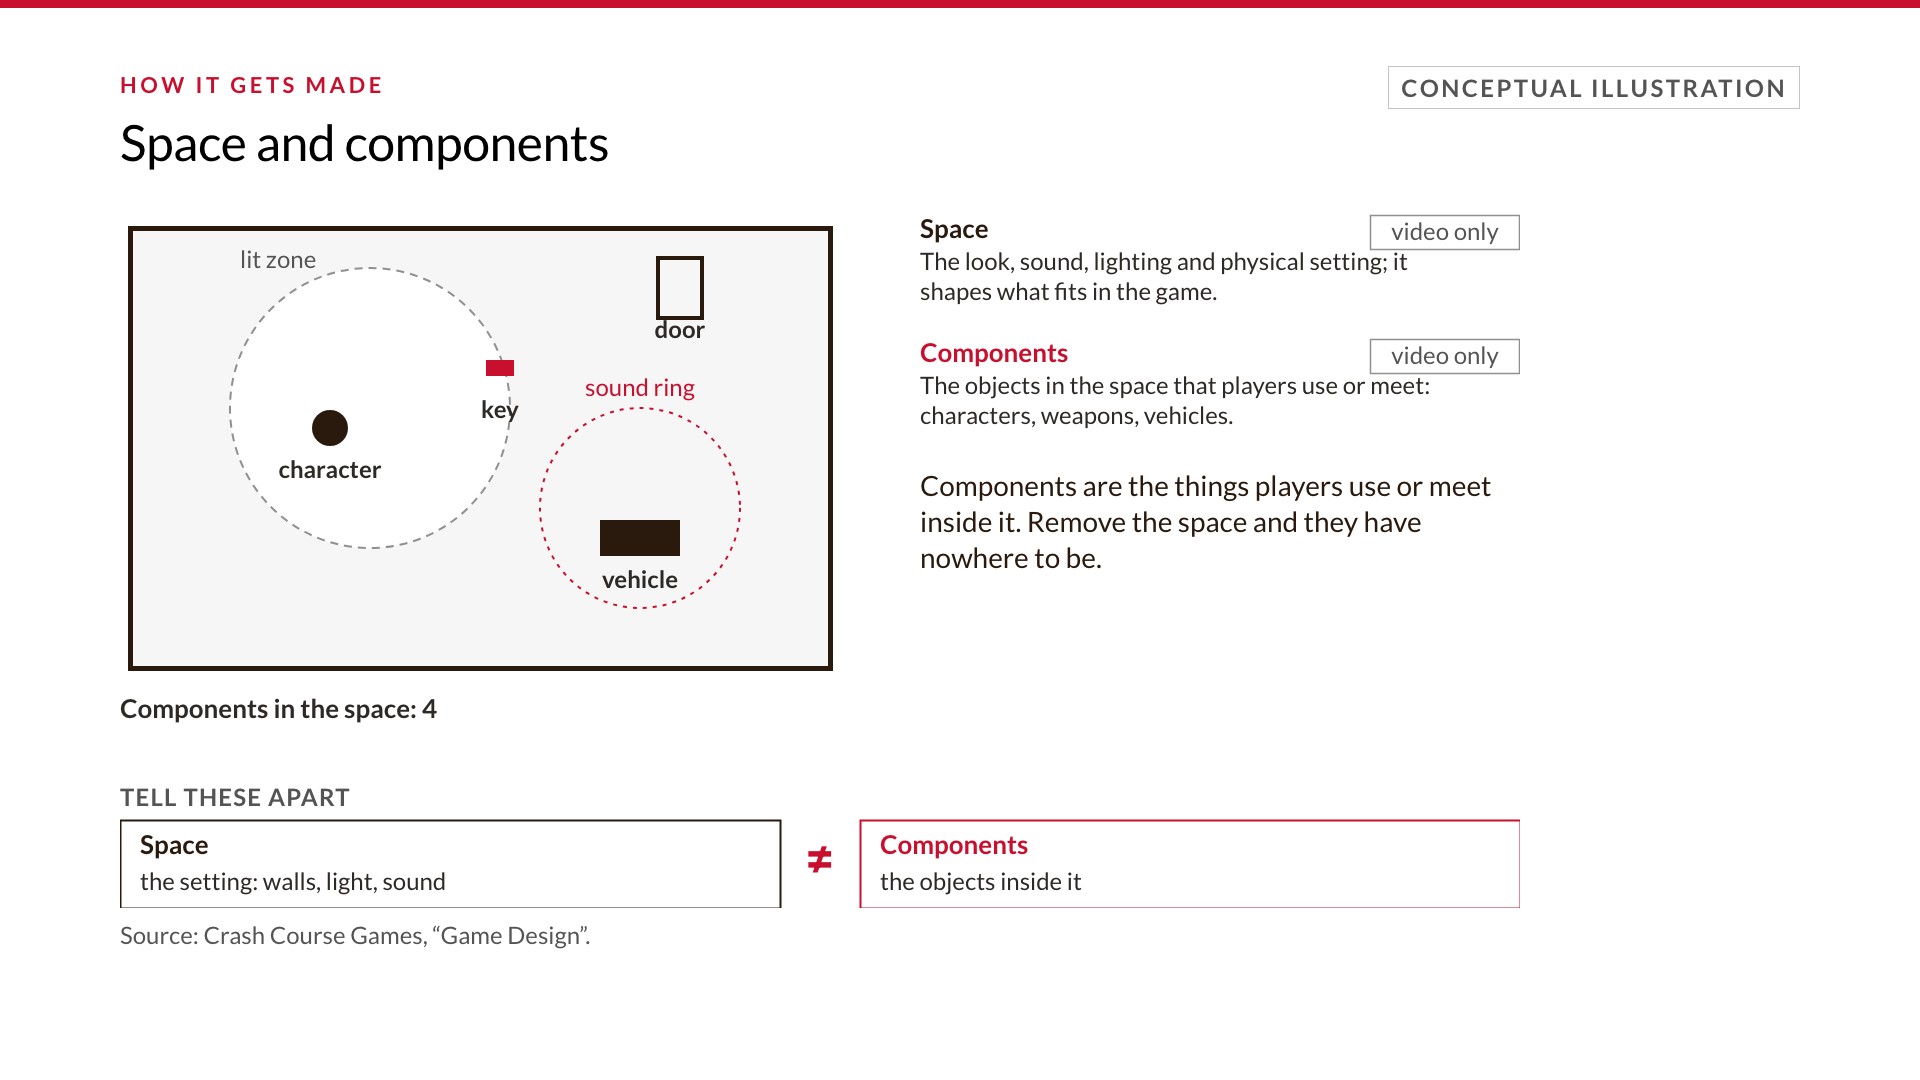 HOW IT GETS MADE
CONCEPTUAL ILLUSTRATION
Space and components
lit zone
door
key
sound ring
character
vehicle
Components in the space: 4
Space
video only
The look, sound, lighting and physical setting; it
shapes what fits in the game.
Components
video only
The objects in the space that players use or meet:
characters, weapons, vehicles.
Components are the things players use or meet
inside it. Remove the space and they have
nowhere to be.
TELL THESE APART
Space
the setting: walls, light, sound
≠
Components
the objects inside it
Source: Crash Course Games, “Game Design”.